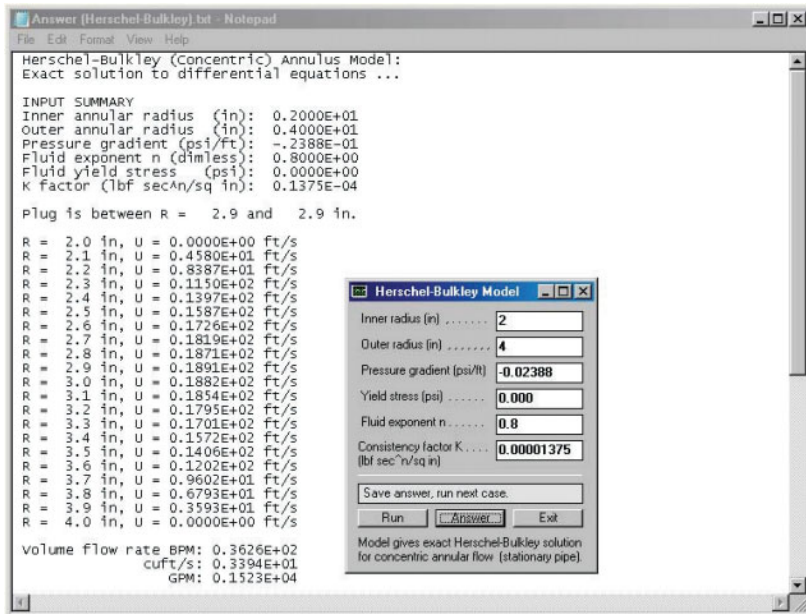 Answer (Herschel-Bulkley).txt - Notepad
File Edit Format View Help
Herschel-Bulkley (Concentric) Annulus Model:
Exact solution to differential equations ...
INPUT SUMMARY
Inner annular radius (in): 0.2000E+01
Outer annular radius (in): 0.4000E+01
Pressure gradient (psi/ft): -.2388E-01
Fluid exponent n (dimless): 0.8000E+00
Fluid yield stress (psi): 0.0000E+00
K factor (lbf sec^n/sq in): 0.1375E-04
Plug is between R = 2.9 and 2.9 in.
R = 2.0 in, U = 0.0000E+00 ft/s
R = 2.1 in, U = 0.4580E+01 ft/s
R = 2.2 in, U = 0.8387E+01 ft/s
R = 2.3 in, U = 0.1150E+02 ft/s
R = 2.4 in, U = 0.1397E+02 ft/s
R = 2.5 in, U = 0.1587E+02 ft/s
R = 2.6 in, U = 0.1726E+02 ft/s
R = 2.7 in, U = 0.1819E+02 ft/s
R = 2.8 in, U = 0.1871E+02 ft/s
R = 2.9 in, U = 0.1891E+02 ft/s
R = 3.0 in, U = 0.1882E+02 ft/s
R = 3.1 in, U = 0.1854E+02 ft/s
R = 3.2 in, U = 0.1795E+02 ft/s
R = 3.3 in, U = 0.1701E+02 ft/s
R = 3.4 in, U = 0.1572E+02 ft/s
R = 3.5 in, U = 0.1406E+02 ft/s
R = 3.6 in, U = 0.1202E+02 ft/s
R = 3.7 in, U = 0.9602E+01 ft/s
R = 3.8 in, U = 0.6793E+01 ft/s
R = 3.9 in, U = 0.3593E+01 ft/s
R = 4.0 in, U = 0.0000E+00 ft/s
Volume flow rate BPM: 0.3626E+02
cuft/s: 0.3394E+01
GPM: 0.1523E+04
Herschel-Bulkley Model
Inner radius (in) ....... 2
Outer radius (in) ....... 4
Pressure gradient (psi/ft) -0.02388
Yield stress (psi) ...... 0.000
Fluid exponent n ...... 0.8
Consistency factor K .... 0.00001375
(lbf sec^n/sq in)
Save answer, run next case.
Run Answer Exit
Model gives exact Herschel-Bulkley solution
for concentric annular flow (stationary pipe).